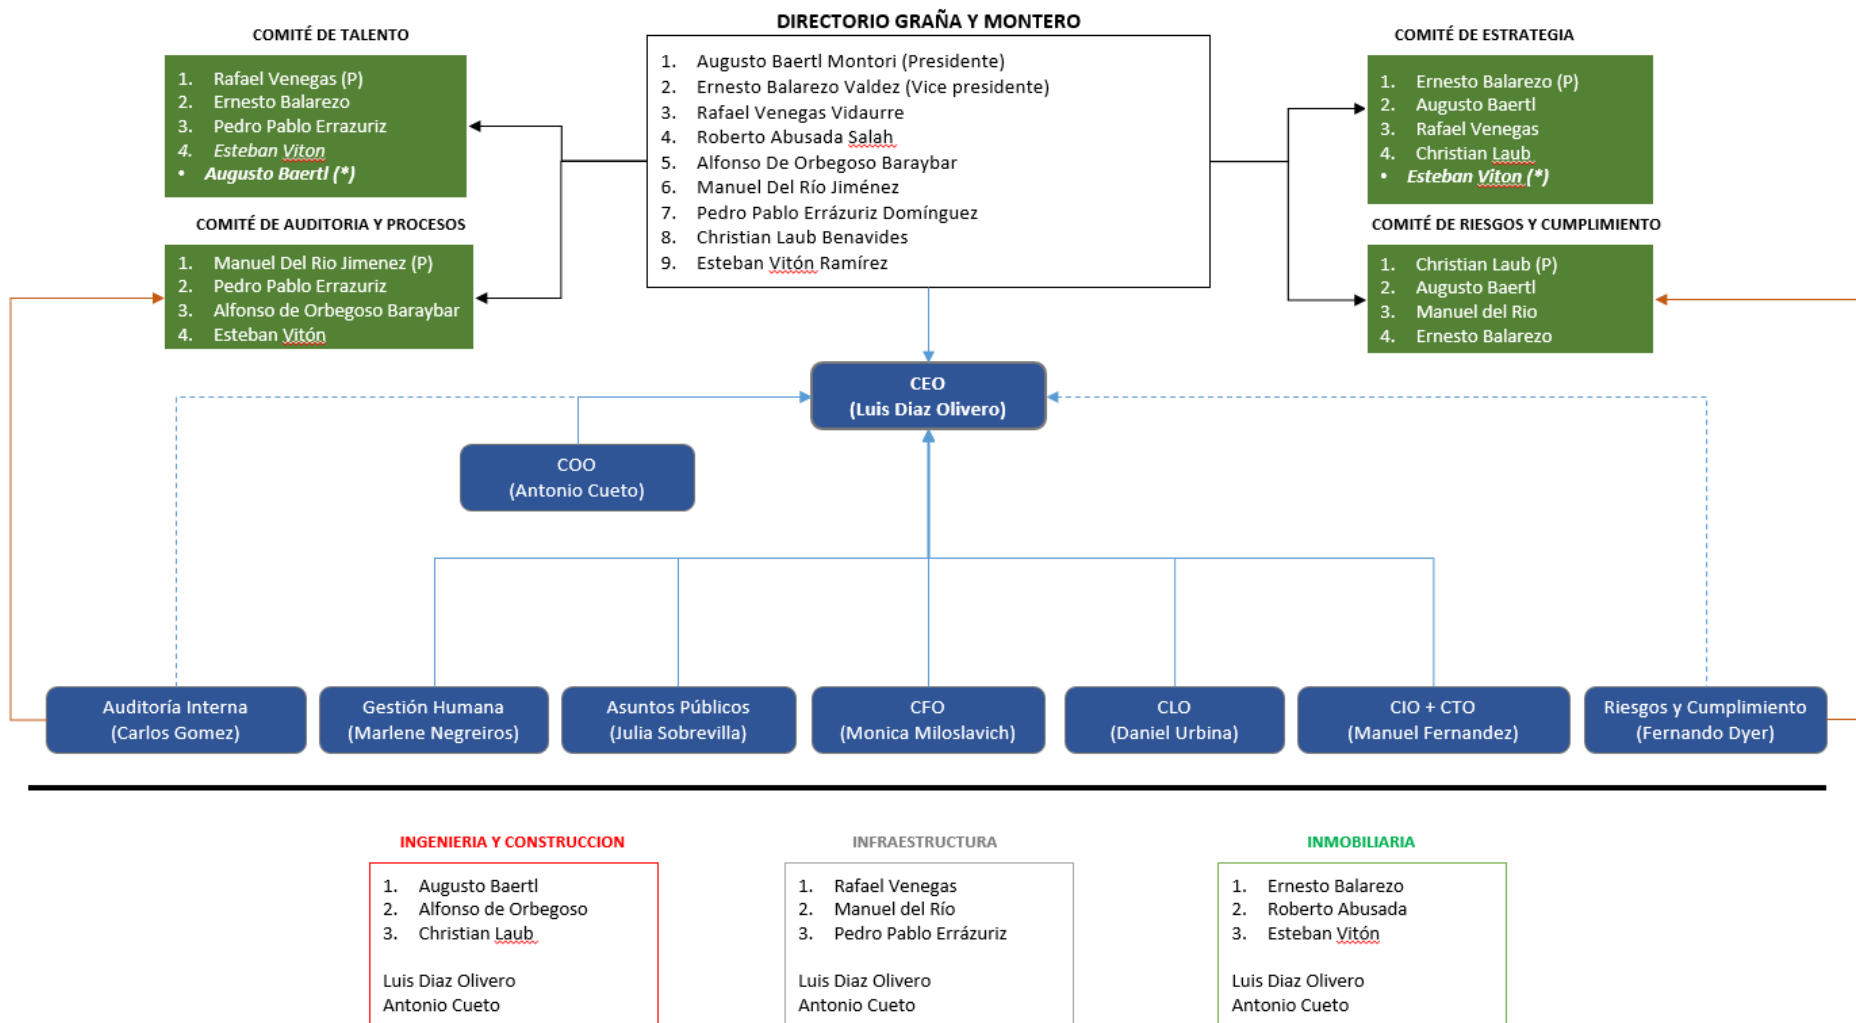 DIRECTORIO GRAÑA Y MONTERO
1. Augusto Baertl Montori (Presidente)
2. Ernesto Balarezo Valdez (Vice presidente)
3. Rafael Venegas Vidaurre
4. Roberto Abusada Salah
5. Alfonso De Orbegoso Baraybar
6. Manuel Del Río Jiménez
7. Pedro Pablo Errázuriz Domínguez
8. Christian Laub Benavides
9. Esteban Vitón Ramírez
COMITÉ DE TALENTO
1. Rafael Venegas (P)
2. Ernesto Balarezo
3. Pedro Pablo Errazuriz
4. Esteban Viton
• Augusto Baertl (*)
COMITÉ DE AUDITORIA Y PROCESOS
1. Manuel Del Rio Jimenez (P)
2. Pedro Pablo Errazuriz
3. Alfonso de Orbegoso Baraybar
4. Esteban Vitón
COMITÉ DE ESTRATEGIA
1. Ernesto Balarezo (P)
2. Augusto Baertl
3. Rafael Venegas
4. Christian Laub
• Esteban Viton (*)
COMITÉ DE RIESGOS Y CUMPLIMIENTO
1. Christian Laub (P)
2. Augusto Baertl
3. Manuel del Rio
4. Ernesto Balarezo
CEO
(Luis Diaz Olivero)
COO
(Antonio Cueto)
Auditoría Interna
(Carlos Gomez)
Gestión Humana
(Marlene Negreiros)
Asuntos Públicos
(Julia Sobrevilla)
CFO
(Monica Miloslavich)
CLO
(Daniel Urbina)
CIO + CTO
(Manuel Fernandez)
Riesgos y Cumplimiento
(Fernando Dyer)
INGENIERIA Y CONSTRUCCION
1. Augusto Baertl
2. Alfonso de Orbegoso
3. Christian Laub
Luis Diaz Olivero
Antonio Cueto
INFRAESTRUCTURA
1. Rafael Venegas
2. Manuel del Río
3. Pedro Pablo Errázuriz
Luis Diaz Olivero
Antonio Cueto
INMOBILIARIA
1. Ernesto Balarezo
2. Roberto Abusada
3. Esteban Vitón
Luis Diaz Olivero
Antonio Cueto